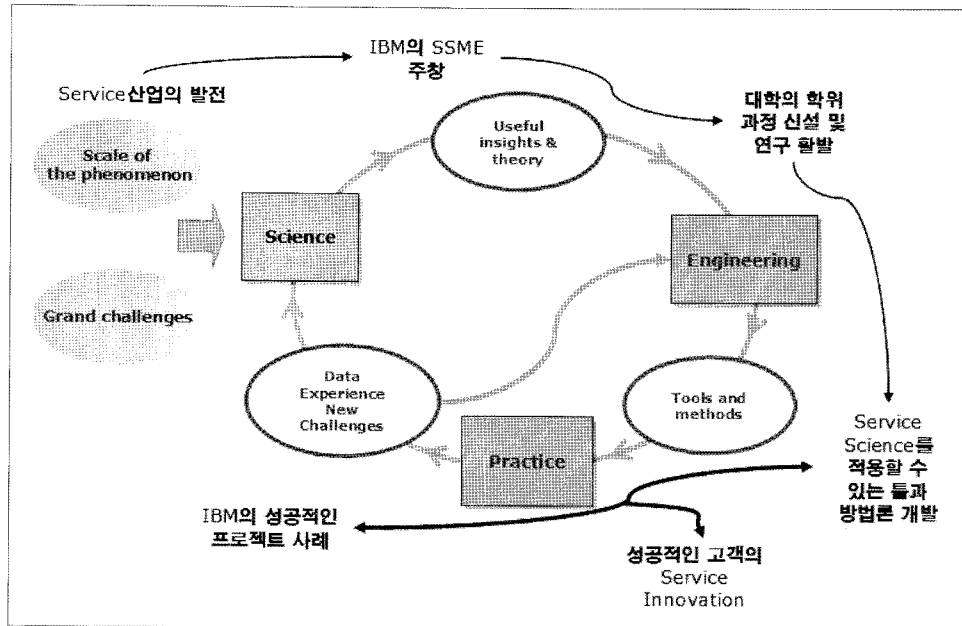 IBM의 SSME
주창
Service산업의 발전
대학의 학위
과정 신설 및
연구 활발
Useful
insights &
theory
Scale of
the phenomenon
Science
Engineering
Grand challenges
Data
Experience
New
Challenges
Tools and
methods
Practice
Service
Science를
적용할 수
있는 툴과
방법론 개발
IBM의 성공적인
프로젝트 사례
성공적인 고객의
Service
Innovation